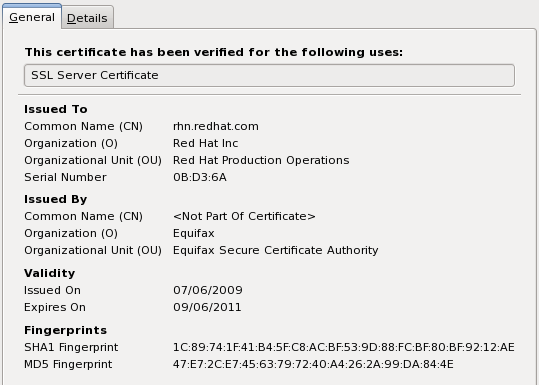 General Details
This certificate has been verified for the following uses:
SSL Server Certificate
Issued To
Common Name (CN) rhn.redhat.com
Organization (O) Red Hat Inc
Organizational Unit (OU) Red Hat Production Operations
Serial Number 0B:D3:6A
Issued By
Common Name (CN) <Not Part Of Certificate>
Organization (O) Equifax
Organizational Unit (OU) Equifax Secure Certificate Authority
Validity
Issued On 07/06/2009
Expires On 09/06/2011
Fingerprints
SHA1 Fingerprint 1C:89:74:1F:41:B4:5F:C8:AC:BF:53:9D:88:FC:BF:80:BF:92:12:AE
MD5 Fingerprint 47:E7:2C:E7:45:63:79:72:40:A4:26:2A:99:DA:84:4E